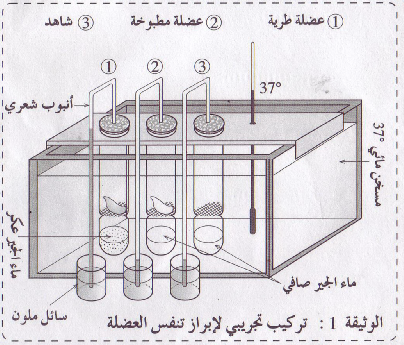 ① عضلة طرية ② عضلة مطبوخة ③ شاهد
① ② ③
37°
أنبوب شعري
37°
مسخن مائي
ماء الجير عكر
ماء الجير صافي
سائل ملون
الوثيقة 1 : تركيب تجريبي لإبراز تنفس العضلة